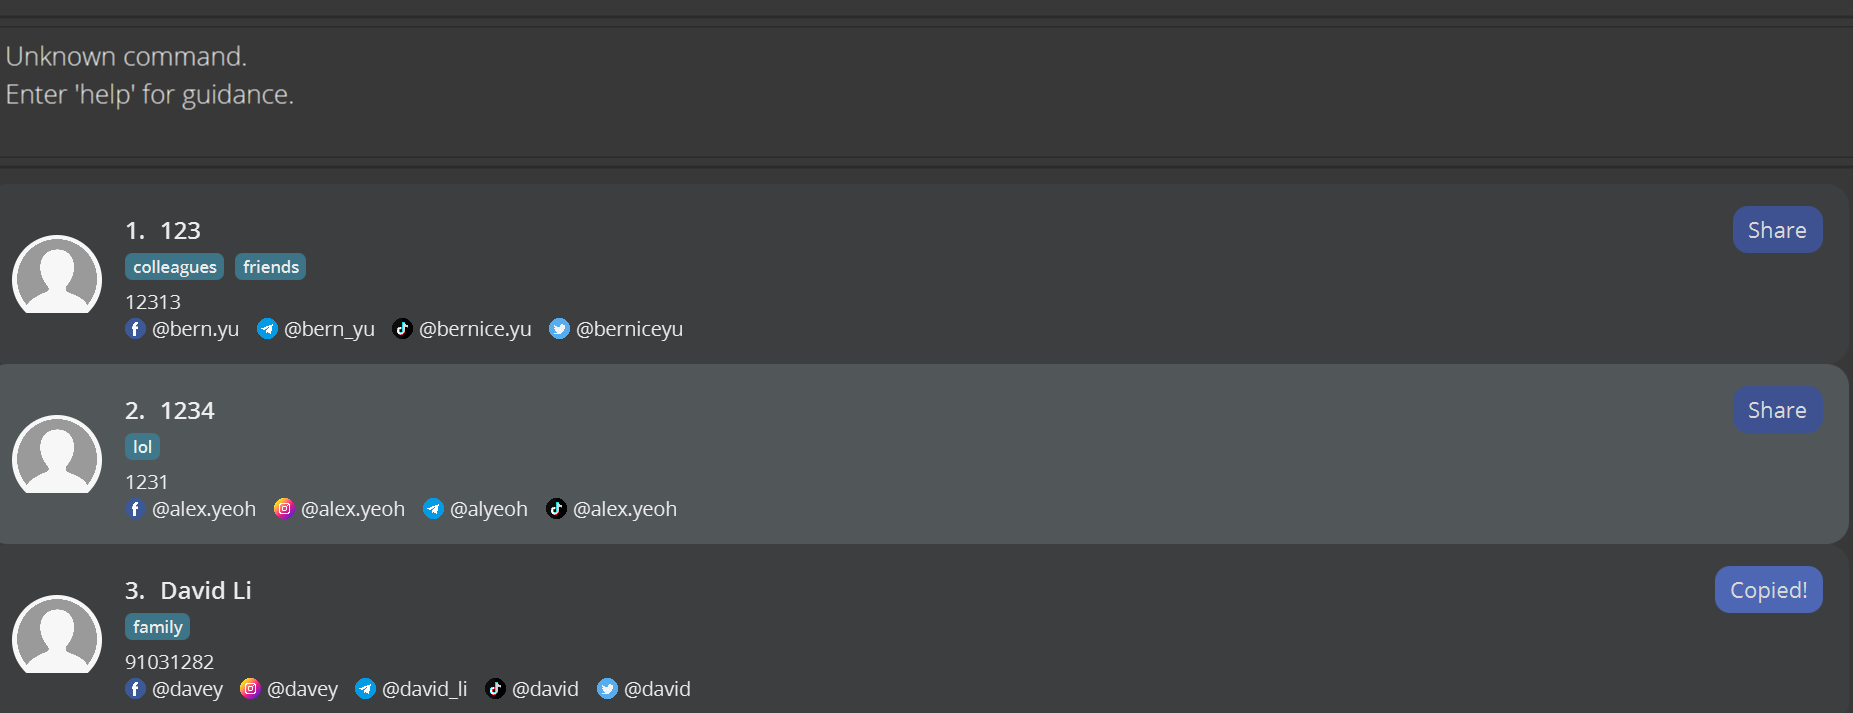 Unknown command.
Enter 'help' for guidance.
1. 123
Share
colleagues friends
12313
@bern.yu @bern_yu @bernice.yu @berniceyu
2. 1234
Share
lol
1231
@alex.yeoh @alex.yeoh @alyeoh @alex.yeoh
3. David Li
Copied!
family
91031282
@davey @davey @david_li @david @david